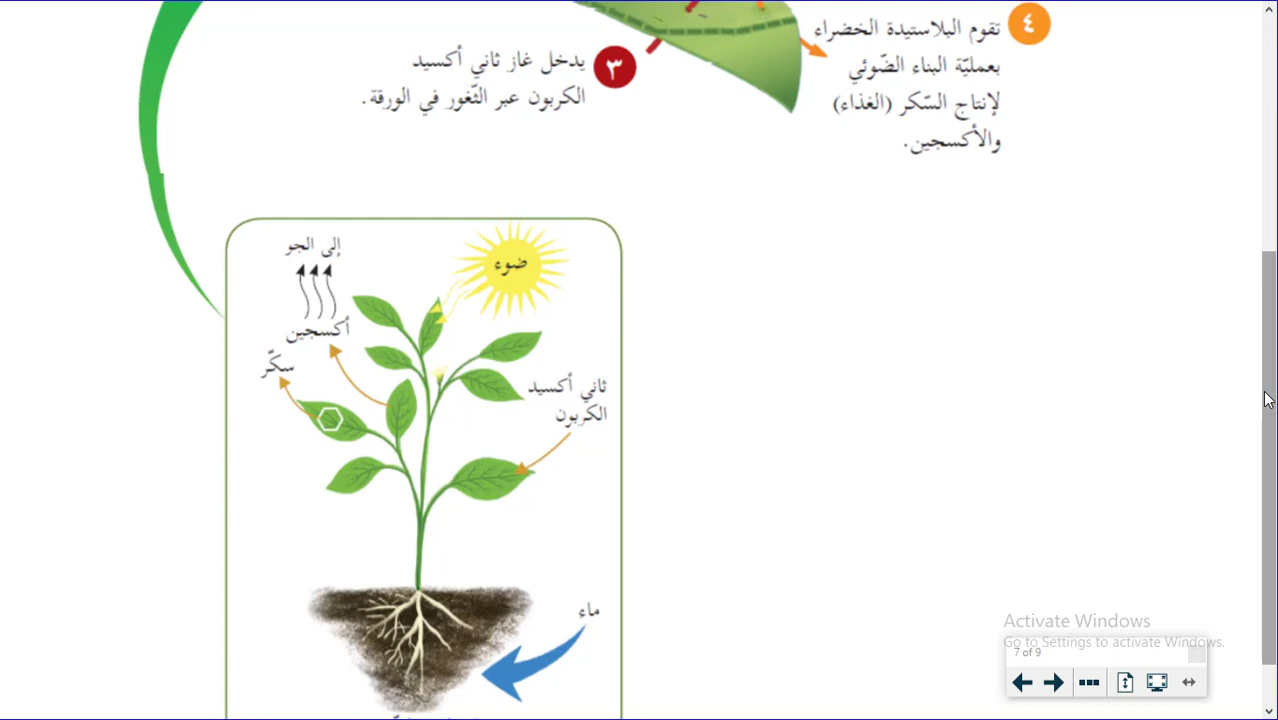 ٤
تقوم البلاستيدة الخضراء
بعمليّة البناء الضّوئي
لإنتاج السّكر (الغذاء)
والأكسجين.
٣
يدخل غاز ثاني أكسيد
الكربون عبر الثّغور في الورقة.
ضوء
إلى الجو
أكسجين
سكّر
ثاني أكسيد
الكربون
ماء
Activate Windows
Go to Settings to activate Windows.
7 of 9